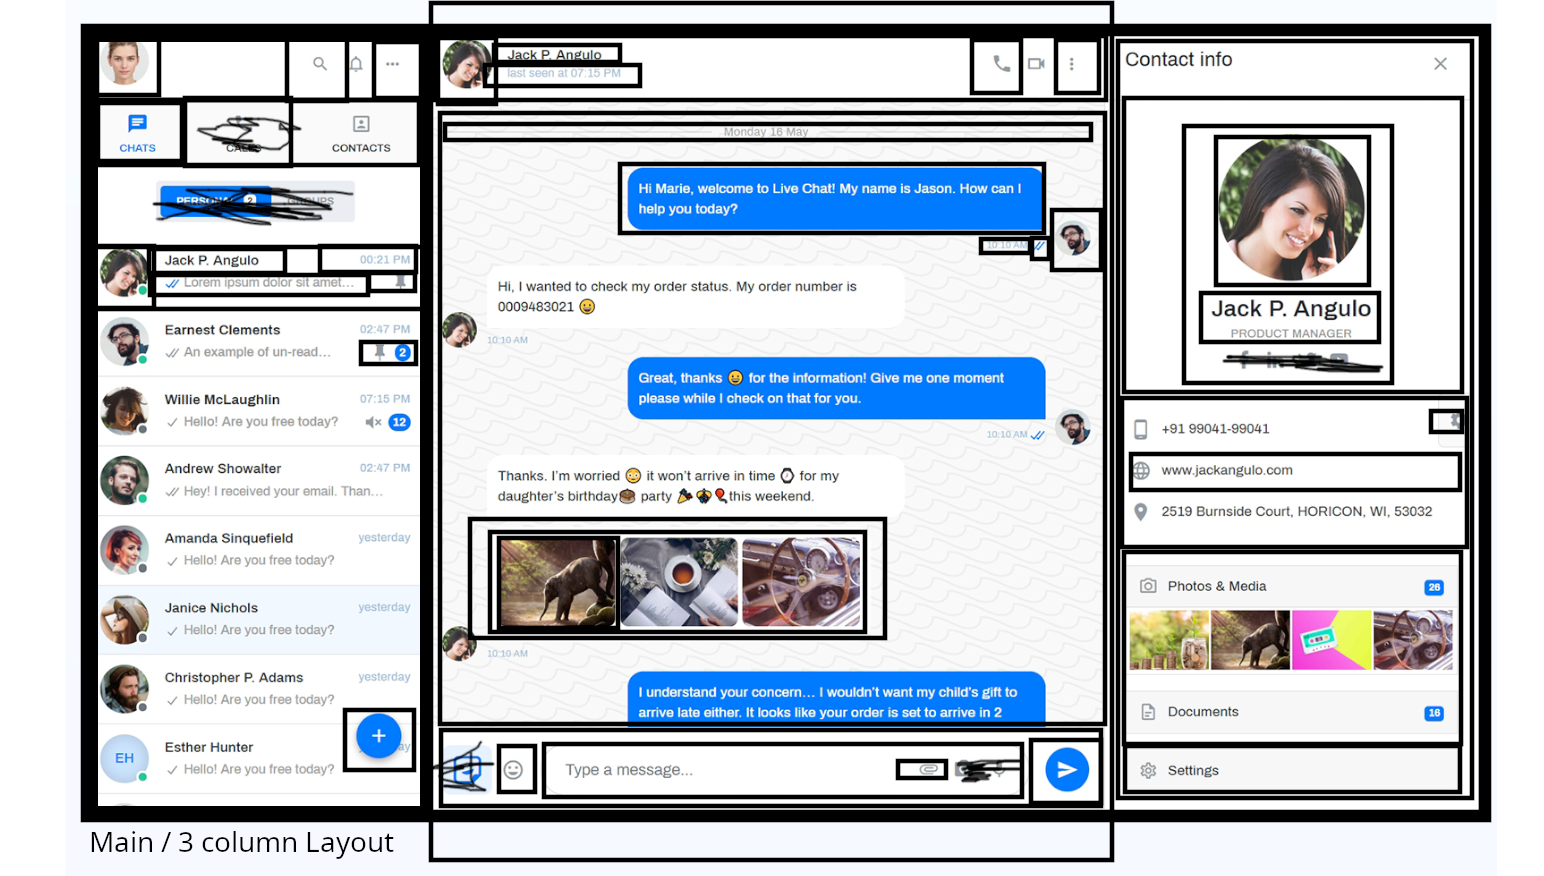 CHATS
CONTACTS
2
Jack P. Angulo
00:21 PM
Lorem ipsum dolor sit amet...
Earnest Clements
02:47 PM
An example of un-read...
2
Willie McLaughlin
07:15 PM
Hello! Are you free today?
12
Andrew Showalter
02:47 PM
Hey! I received your email. Than...
Amanda Sinquefield
yesterday
Hello! Are you free today?
Janice Nichols
yesterday
Hello! Are you free today?
Christopher P. Adams
yesterday
Hello! Are you free today?
EH
Esther Hunter
Hello! Are you free today?
Jack P. Angulo
last seen at 07:15 PM
Monday 16 May
Hi Marie, welcome to Live Chat! My name is Jason. How can I
help you today?
10:10 AM
Hi, I wanted to check my order status. My order number is
0009483021 😀
10:10 AM
Great, thanks 😀 for the information! Give me one moment
please while I check on that for you.
10:10 AM
Thanks. I'm worried 😳 it won't arrive in time ⌚ for my
daughter's birthday🎂 party 🎉🎊🎈this weekend.
10:10 AM
I understand your concern... I wouldn't want my child's gift to
arrive late either. It looks like your order is set to arrive in 2
Type a message...
Contact info
Jack P. Angulo
PRODUCT MANAGER
+91 99041-99041
www.jackangulo.com
2519 Burnside Court, HORICON, WI, 53032
Photos & Media
26
Documents
16
Settings
Main / 3 column Layout